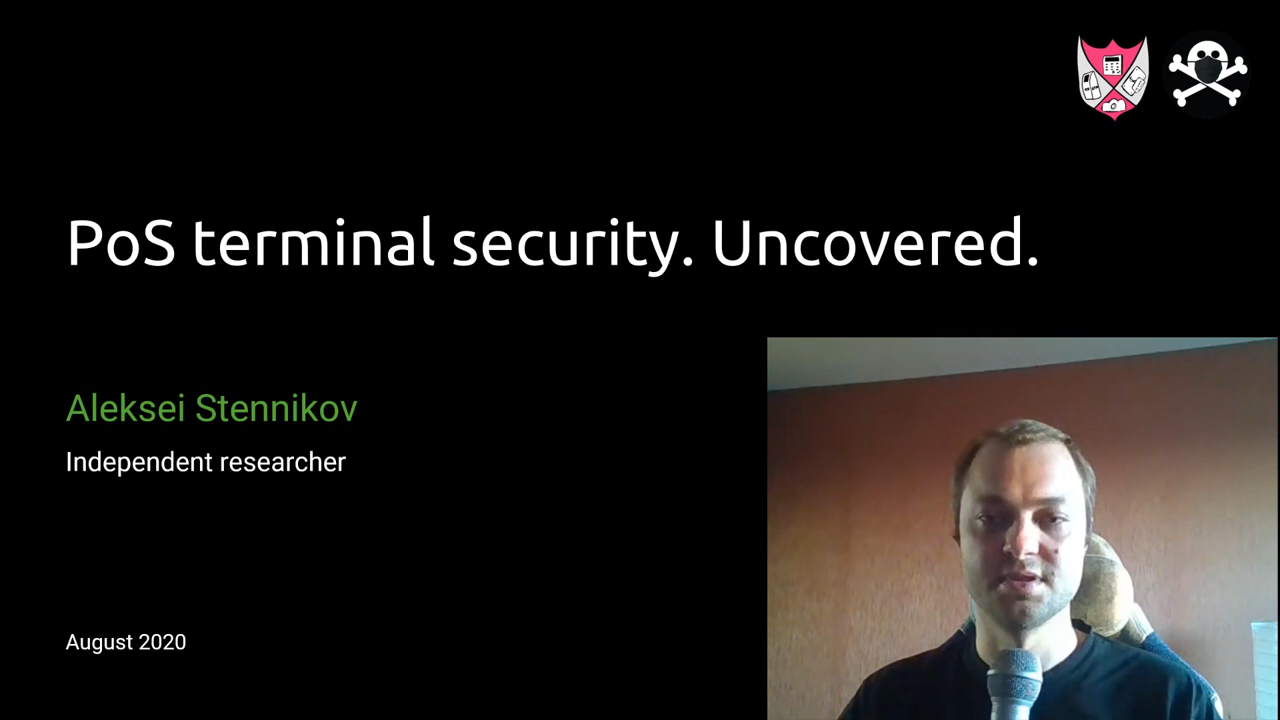 PoS terminal security. Uncovered.
Aleksei Stennikov
Independent researcher
August 2020